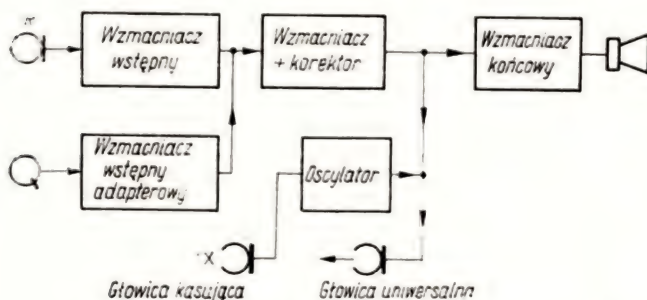 Wzmacniacz
wstępny
Wzmacniacz
+ korektor
Wzmacniacz
końcowy
Wzmacniacz
wstępny
adapterowy
Oscylator
Głowica kasująca
Głowica uniwersalna